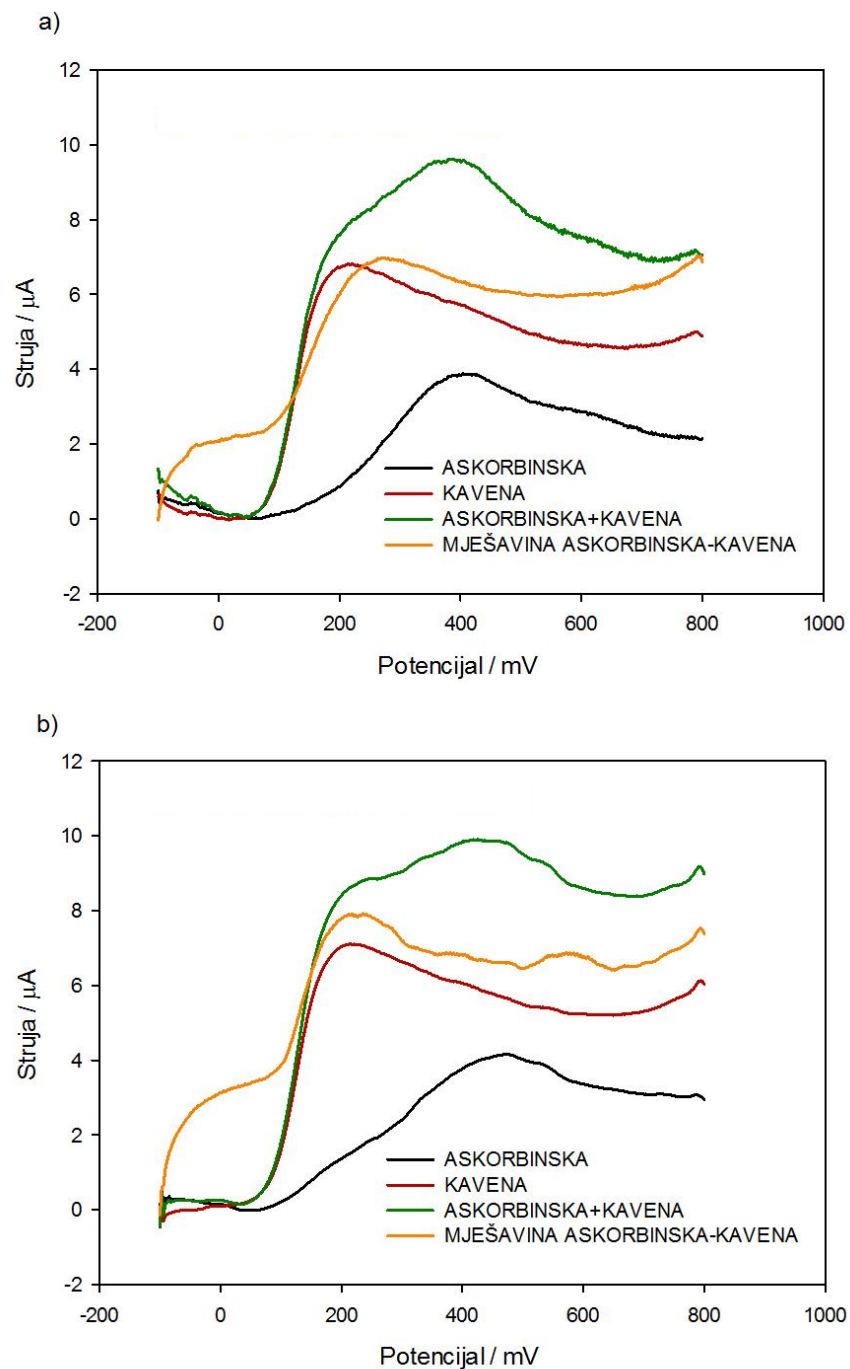 a)
12
10
8
6
4
2
0
-2
Struja / µA
ASKORBINSKA
KAVENA
ASKORBINSKA+KAVENA
MJEŠAVINA ASKORBINSKA-KAVENA
-200 0 200 400 600 800 1000
Potencijal / mV
b)
12
10
8
6
4
2
0
-2
Struja / µA
ASKORBINSKA
KAVENA
ASKORBINSKA+KAVENA
MJEŠAVINA ASKORBINSKA-KAVENA
-200 0 200 400 600 800 1000
Potencijal / mV